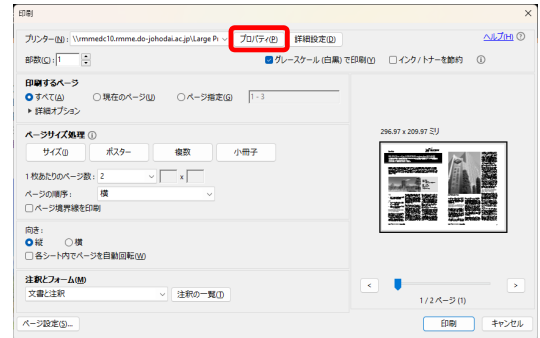 印刷
プリンター(N): \\rmmedc10.rmme.do-johodai.ac.jp\Large Pr プロパティ(P) 詳細設定(D) ヘルプ(H)
部数(C): 1 グレースケール (白黒) で印刷(Y) インク/トナーを節約
印刷するページ
すべて(A) 現在のページ(U) ページ指定(G) 1 - 3
詳細オプション
ページサイズ処理
サイズ(I) ポスター 複数 小冊子
1 枚あたりのページ数: 2 x
ページの順序: 横
ページ境界線を印刷
向き:
縦 横
各シート内でページを自動回転(W)
注釈とフォーム(M)
文書と注釈 注釈の一覧(T)
296.97 x 209.97 ミリ
< >
1 / 2 ページ (1)
ページ設定(S)... 印刷 キャンセル